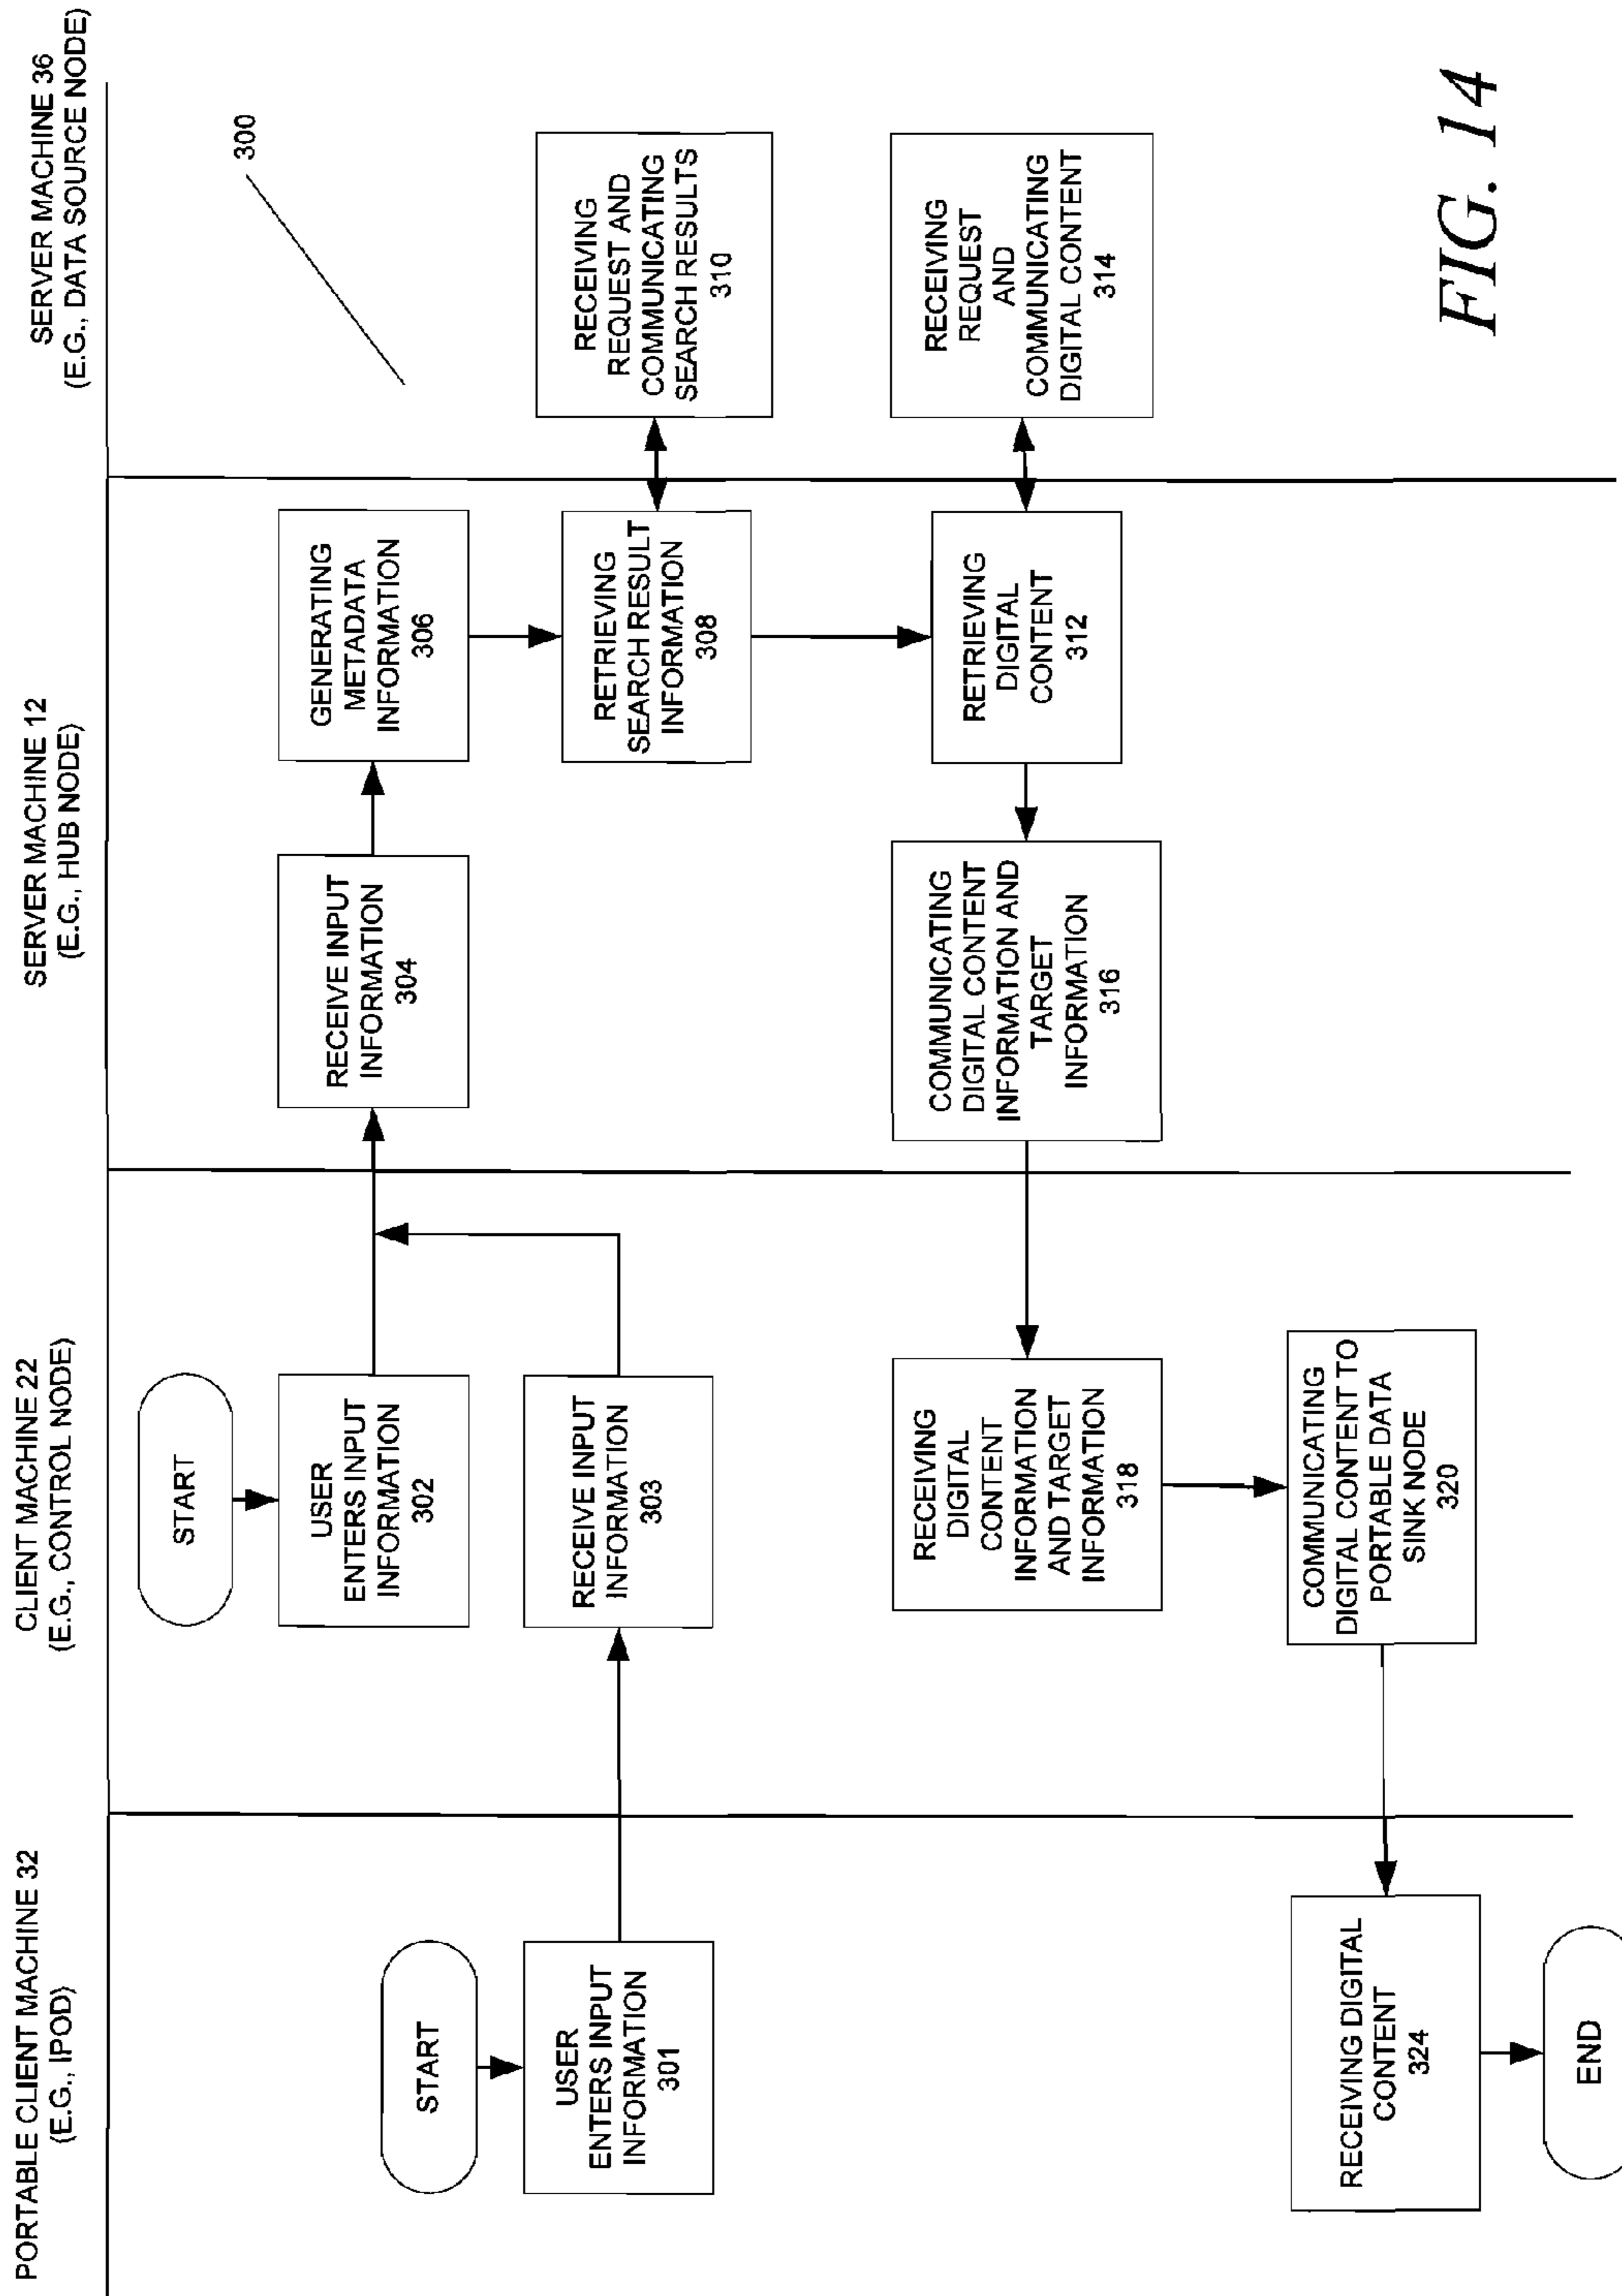 PORTABLE CLIENT MACHINE 32
(E.G., IPOD)
CLIENT MACHINE 22
(E.G., CONTROL NODE)
SERVER MACHINE 12
(E.G., HUB NODE)
SERVER MACHINE 36
(E.G., DATA SOURCE NODE)
300
START
START
USER
ENTERS INPUT
INFORMATION
302
RECEIVE INPUT
INFORMATION
304
GENERATING
METADATA
INFORMATION
306
USER
ENTERS INPUT
INFORMATION
301
RECEIVE INPUT
INFORMATION
303
RETRIEVING
SEARCH RESULT
INFORMATION
308
RECEIVING
REQUEST AND
COMMUNICATING
SEARCH RESULTS
310
RETRIEVING
DIGITAL
CONTENT
312
RECEIVING
REQUEST
AND
COMMUNICATING
DIGITAL CONTENT
314
COMMUNICATING
DIGITAL CONTENT
INFORMATION AND
TARGET
INFORMATION
316
RECEIVING
DIGITAL
CONTENT
INFORMATION
AND TARGET
INFORMATION
318
COMMUNICATING
DIGITAL CONTENT TO
PORTABLE DATA
SINK NODE
320
RECEIVING DIGITAL
CONTENT
324
END
FIG. 14